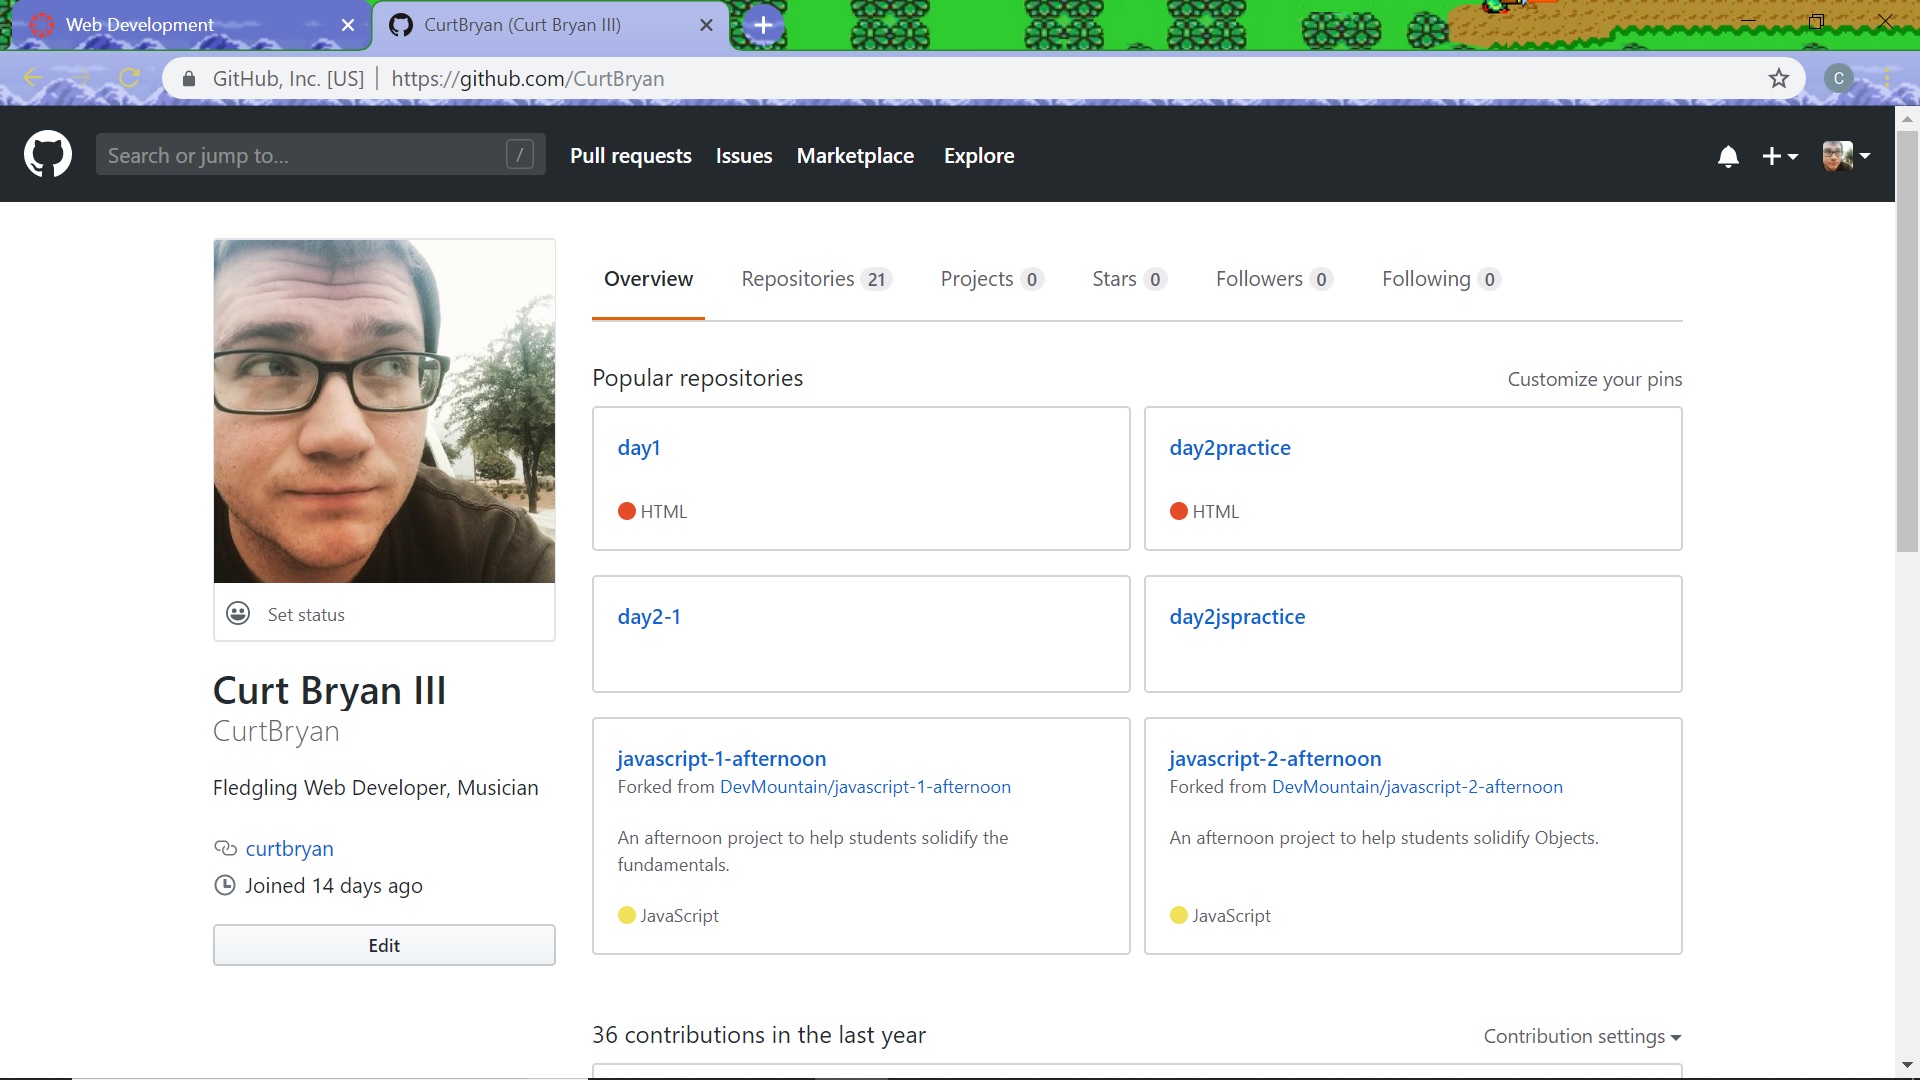 Web Development
CurtBryan (Curt Bryan III)
GitHub, Inc. [US] | https://github.com/CurtBryan
C
Search or jump to...
/
Pull requests
Issues
Marketplace
Explore
Overview
Repositories 21
Projects 0
Stars 0
Followers 0
Following 0
Set status
Curt Bryan III
CurtBryan
Fledgling Web Developer, Musician
curtbryan
Joined 14 days ago
Edit
Popular repositories
Customize your pins
day1
HTML
day2practice
HTML
day2-1
day2jspractice
javascript-1-afternoon
Forked from DevMountain/javascript-1-afternoon
An afternoon project to help students solidify the
fundamentals.
JavaScript
javascript-2-afternoon
Forked from DevMountain/javascript-2-afternoon
An afternoon project to help students solidify Objects.
JavaScript
36 contributions in the last year
Contribution settings